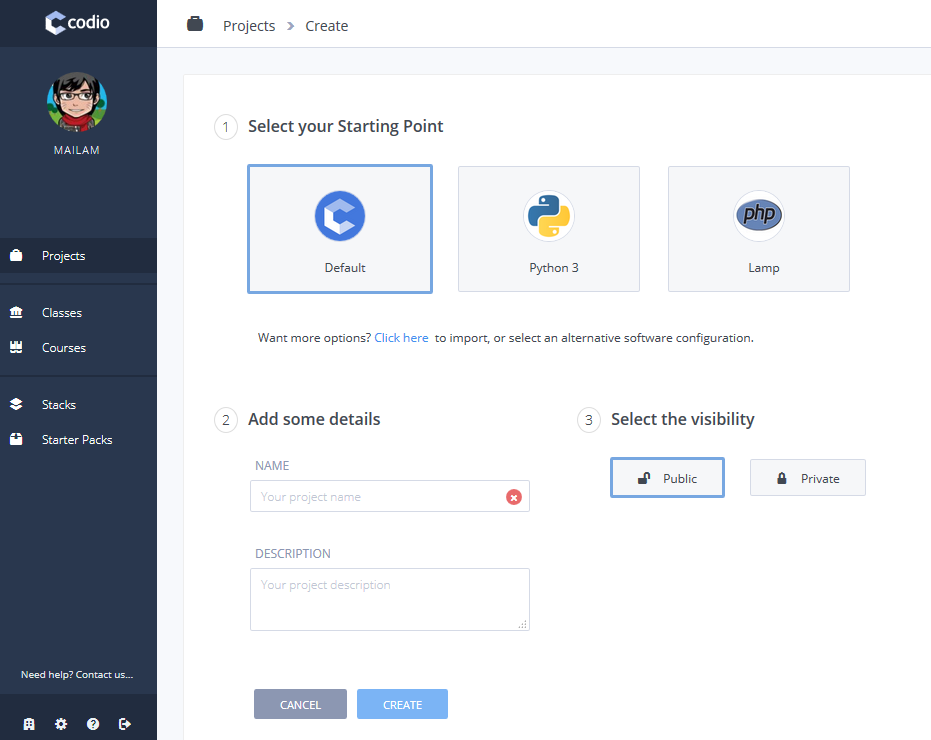 codio
Projects > Create
MAILAM
Projects
Classes
Courses
Stacks
Starter Packs
Need help? Contact us...
1 Select your Starting Point
Default
Python 3
php
Lamp
Want more options? Click here to import, or select an alternative software configuration.
2 Add some details
NAME
Your project name
DESCRIPTION
Your project description
3 Select the visibility
Public
Private
CANCEL
CREATE